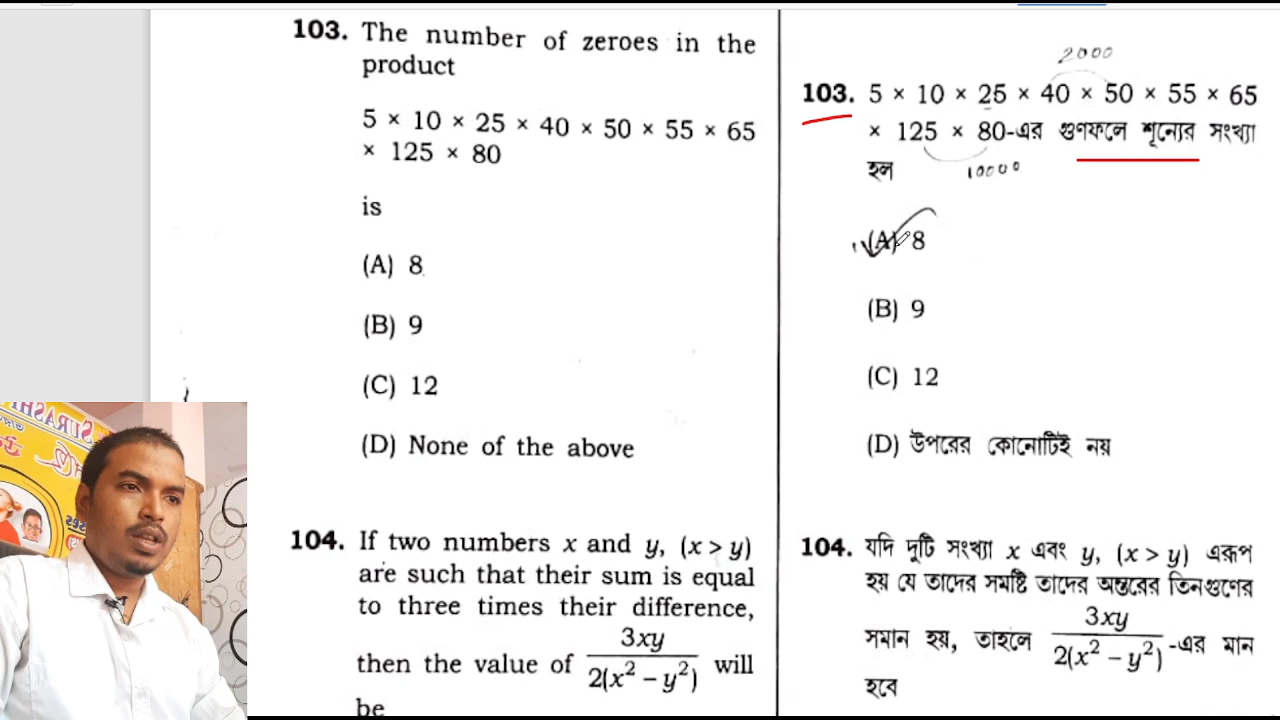 103. The number of zeroes in the
product
5 × 10 × 25 × 40 × 50 × 55 × 65
× 125 × 80
is
(A) 8
(B) 9
(C) 12
(D) None of the above
104. If two numbers x and y, (x > y)
are such that their sum is equal
to three times their difference,
then the value of 3xy / 2(x² − y²) will
be
2000
103. 5 × 10 × 25 × 40 × 50 × 55 × 65
× 125 × 80-এর গুণফলে শূন্যের সংখ্যা
হল
10000
(A) 8
(B) 9
(C) 12
(D) উপরের কোনোটিই নয়
104. যদি দুটি সংখ্যা x এবং y, (x > y) এরূপ
হয় যে তাদের সমষ্টি তাদের অন্তরের তিনগুণের
সমান হয়, তাহলে 3xy / 2(x² − y²) -এর মান
হবে